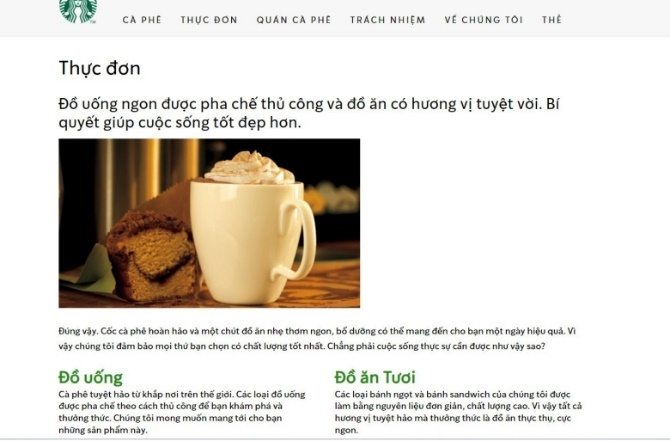 CÀ PHÊ THỰC ĐƠN QUÁN CÀ PHÊ TRÁCH NHIỆM VỀ CHÚNG TÔI THẺ
Thực đơn
Đồ uống ngon được pha chế thủ công và đồ ăn có hương vị tuyệt vời. Bí
quyết giúp cuộc sống tốt đẹp hơn.
Đúng vậy. Cốc cà phê hoàn hảo và một chút đồ ăn nhẹ thơm ngon, bổ dưỡng có thể mang đến cho bạn một ngày hiệu quả. Vì
vậy chúng tôi đảm bảo mọi thứ bạn chọn có chất lượng tốt nhất. Chẳng phải cuộc sống thực sự cần được như vậy sao?
Đồ uống
Cà phê tuyệt hảo từ khắp nơi trên thế giới. Các loại đồ uống
được pha chế theo cách thủ công để bạn khám phá và
thưởng thức. Chúng tôi mong muốn mang tới cho bạn
những sản phẩm này.
Đồ ăn Tươi
Các loại bánh ngọt và bánh sandwich của chúng tôi được
làm bằng nguyên liệu đơn giản, chất lượng cao. Vì vậy tất cả
hương vị tuyệt hảo mà thưởng thức là đồ ăn thực thụ, cực
ngon.